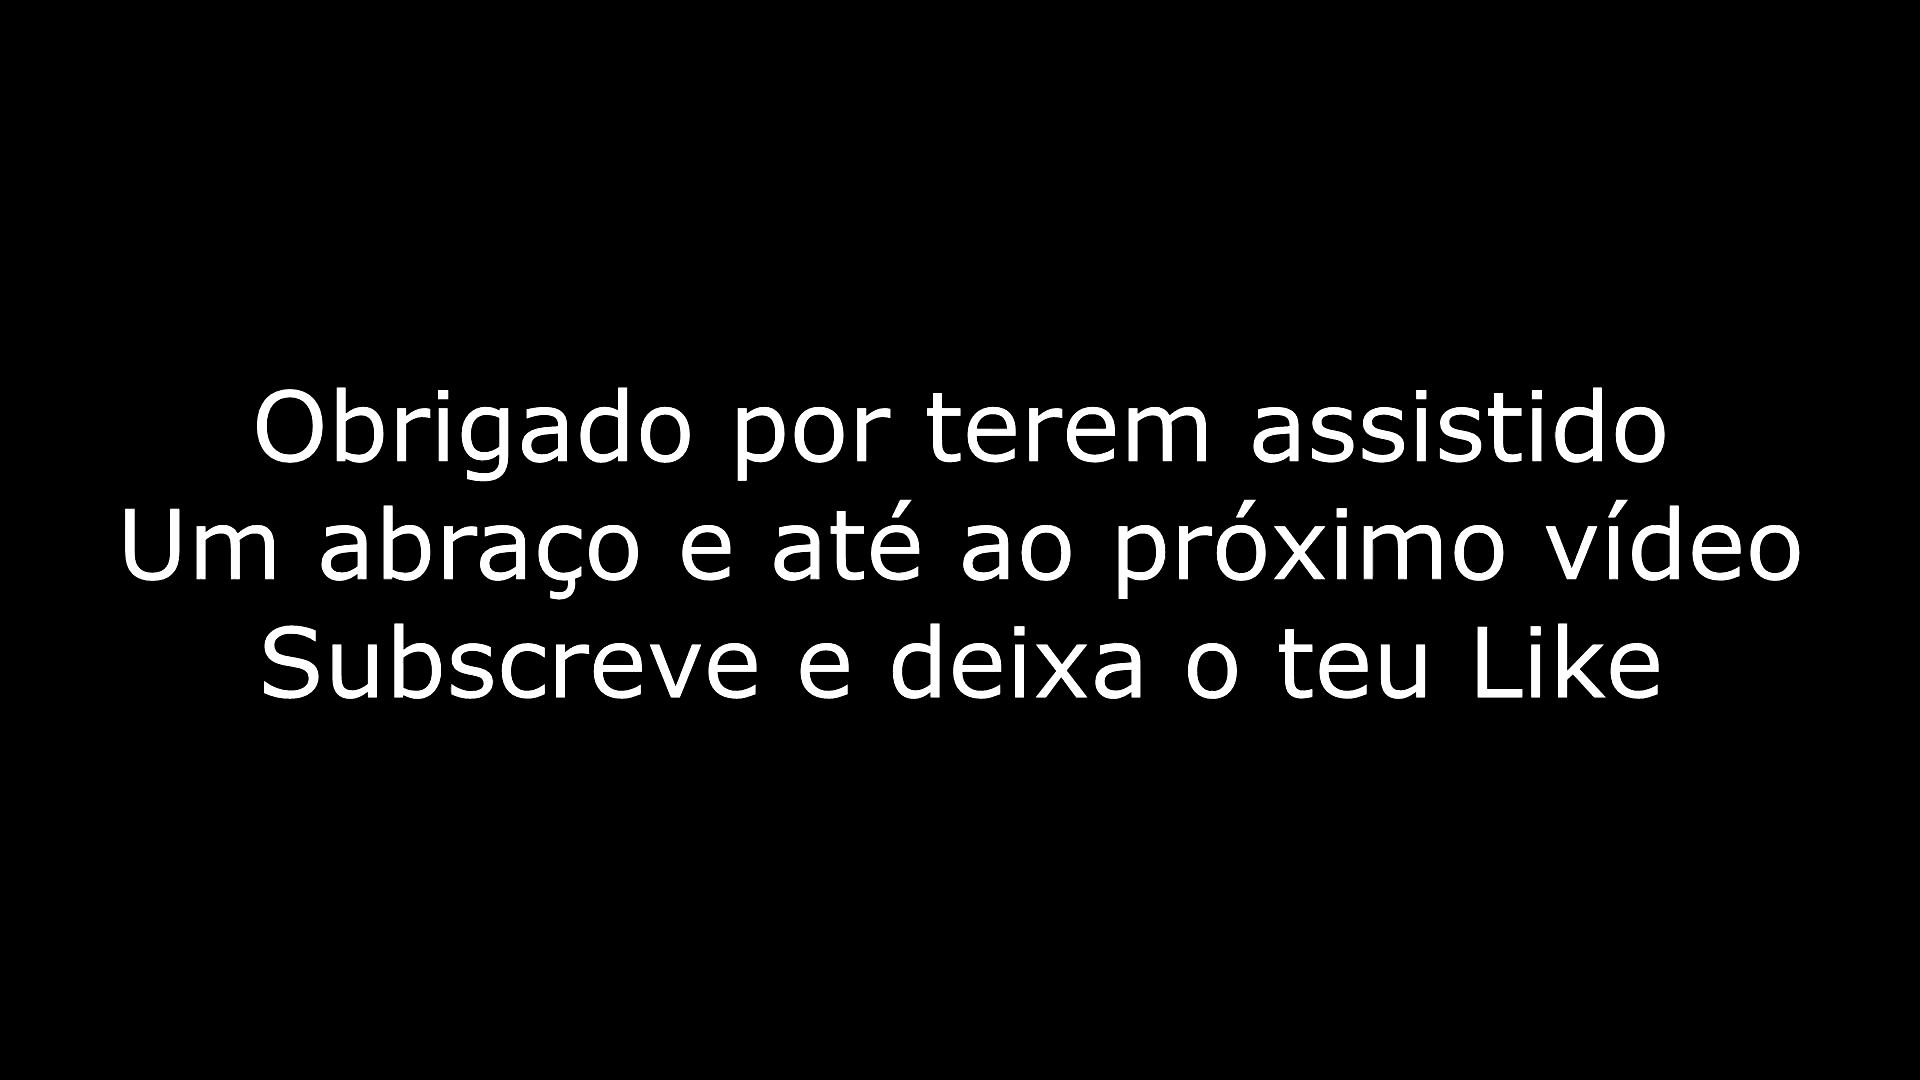 Obrigado por terem assistido
Um abraço e até ao próximo vídeo
Subscreve e deixa o teu Like